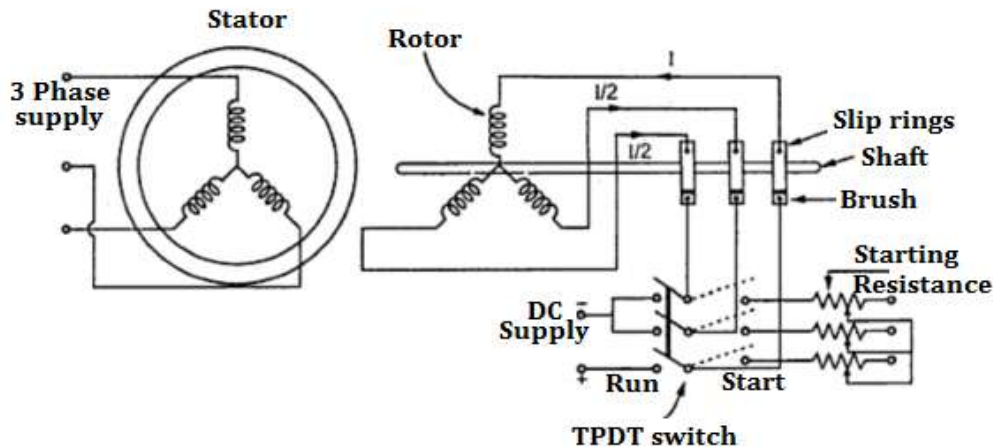 Stator
Rotor
I
3 Phase
supply
I/2
I/2
Slip rings
Shaft
Brush
Starting
Resistance
−
DC
Supply
+
Run
Start
TPDT switch